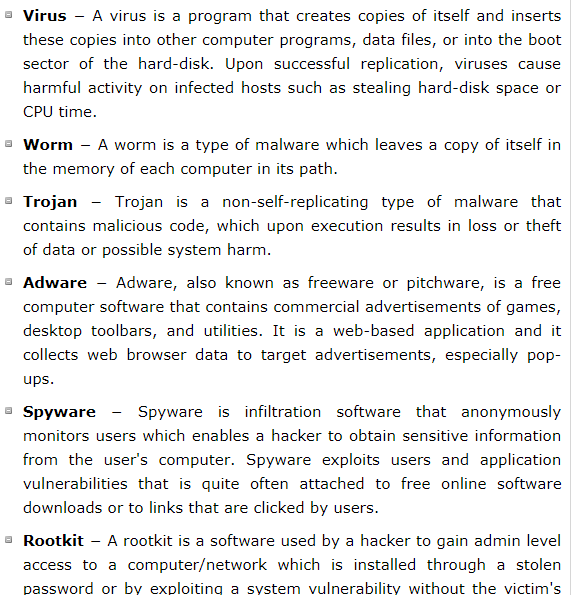 Virus – A virus is a program that creates copies of itself and inserts
these copies into other computer programs, data files, or into the boot
sector of the hard-disk. Upon successful replication, viruses cause
harmful activity on infected hosts such as stealing hard-disk space or
CPU time.
Worm – A worm is a type of malware which leaves a copy of itself in
the memory of each computer in its path.
Trojan – Trojan is a non-self-replicating type of malware that
contains malicious code, which upon execution results in loss or theft
of data or possible system harm.
Adware – Adware, also known as freeware or pitchware, is a free
computer software that contains commercial advertisements of games,
desktop toolbars, and utilities. It is a web-based application and it
collects web browser data to target advertisements, especially pop-
ups.
Spyware – Spyware is infiltration software that anonymously
monitors users which enables a hacker to obtain sensitive information
from the user's computer. Spyware exploits users and application
vulnerabilities that is quite often attached to free online software
downloads or to links that are clicked by users.
Rootkit – A rootkit is a software used by a hacker to gain admin level
access to a computer/network which is installed through a stolen
password or by exploiting a system vulnerability without the victim's